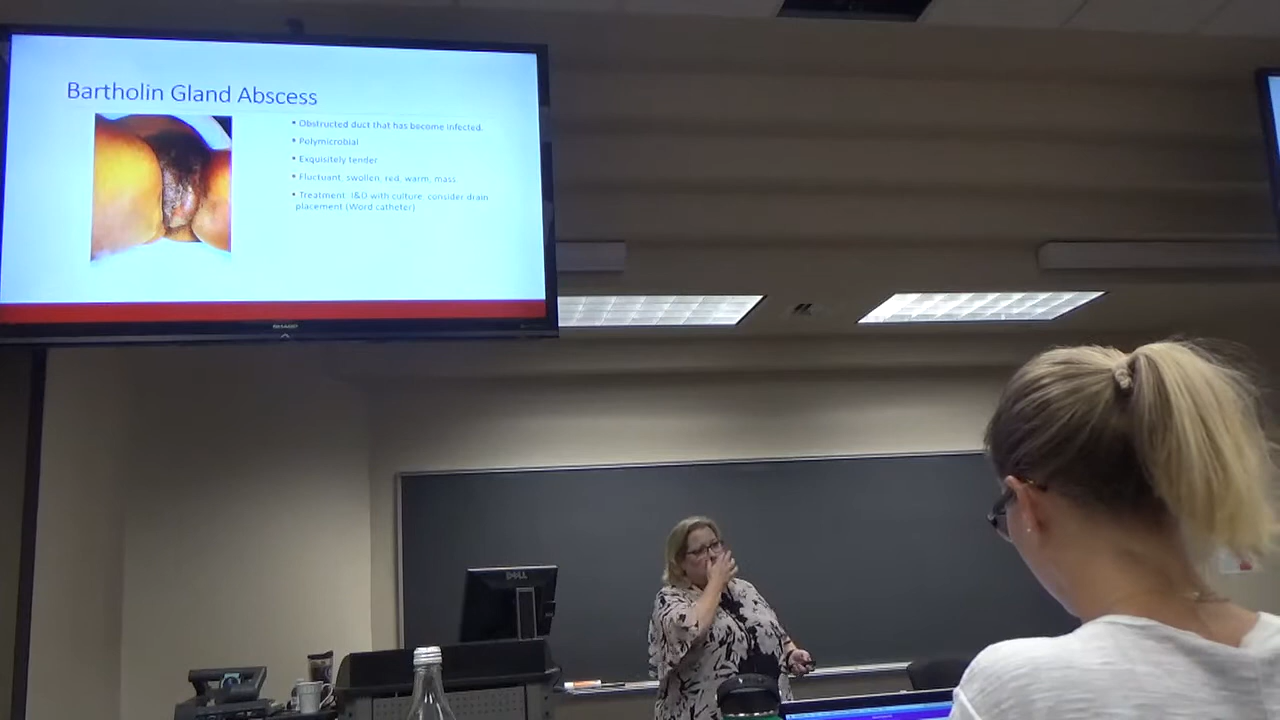 Bartholin Gland Abscess
• Obstructed duct that has become infected.
• Polymicrobial
• Exquisitely tender
• Fluctuant, swollen, red, warm, mass
• Treatment: I&D with culture, consider drain
placement (Word catheter)
SHARP
DELL